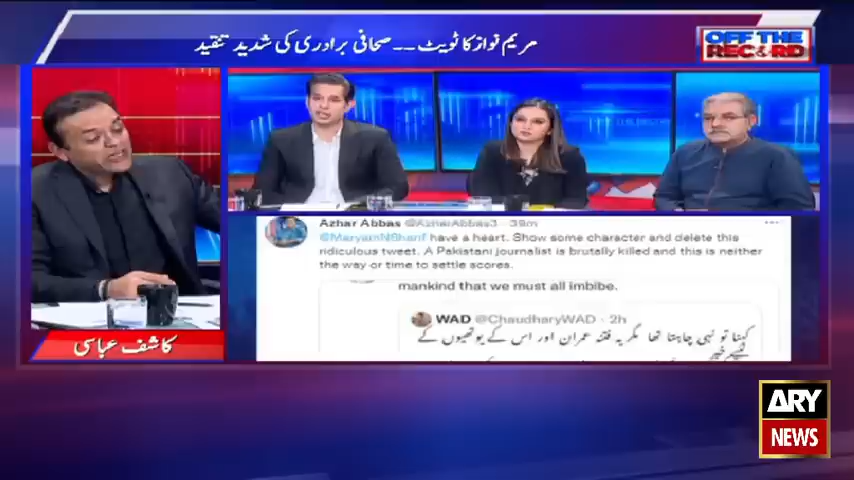 مریم نواز کا ٹویٹ۔۔ صحافی برادری کی شدید تنقید
OFF THE
RECORD
Azhar Abbas @AzharAbbas3 · 39m
@MaryamNSharif have a heart. Show some character and delete this
ridiculous tweet. A Pakistani journalist is brutally killed and this is neither
the way or time to settle scores.
mankind that we must all imbibe.
WAD @ChaudharyWAD · 2h
کہنا تو نہی چاہتا تھا مگر یہ فتنہ عمران اور اس کے یوتھیوں کے
لیے
کاشف عباسی
ARY
NEWS